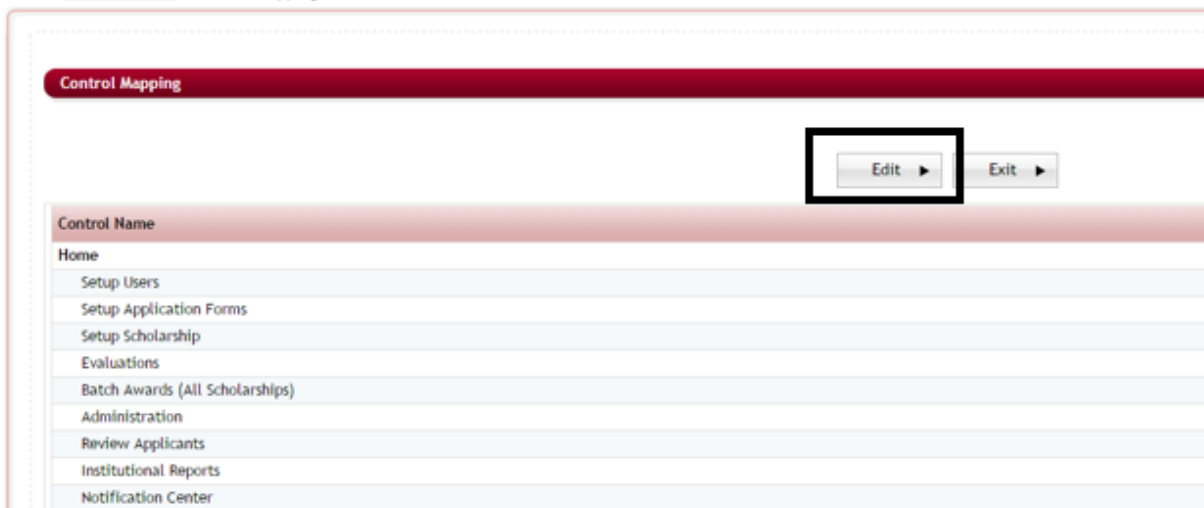 Control Mapping
Edit Exit
Control Name
Home
Setup Users
Setup Application Forms
Setup Scholarship
Evaluations
Batch Awards (All Scholarships)
Administration
Review Applicants
Institutional Reports
Notification Center